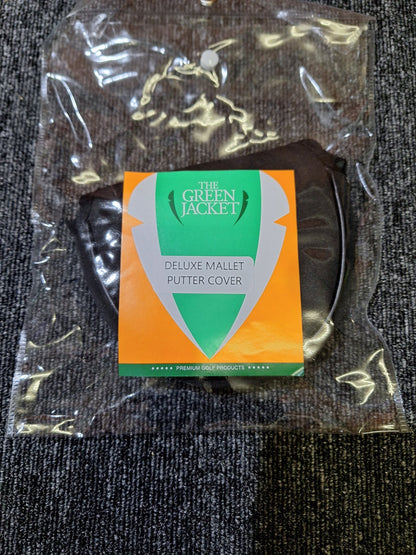 THE
GREEN
JACKET
DELUXE MALLET
PUTTER COVER
★★★★★ PREMIUM GOLF PRODUCTS ★★★★★